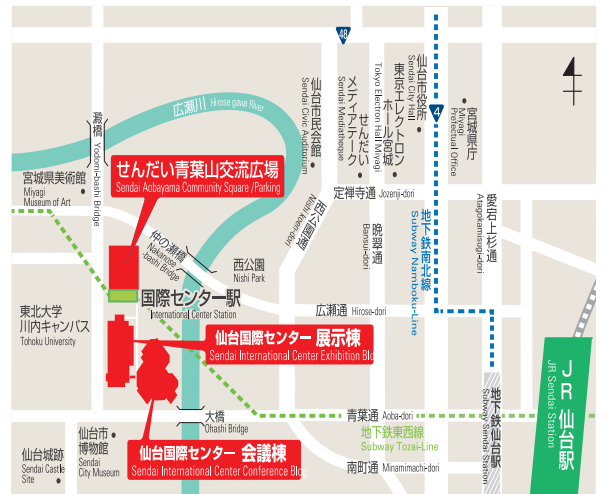 48
仙台市民会館
Sendai Civic Auditorium
せんだい
メディアテーク
Sendai Mediatheque
東京エレクトロン
ホール宮城
Tokyo Electron Hall Miyagi
仙台市役所
Sendai City Hall
4
宮城県庁
Miyagi
Prefectual Office
澱橋
Yodomi-bashi Bridge
広瀬川 Hirose gawa River
せんだい青葉山交流広場
Sendai Aobayama Community Square /Parking
宮城県美術館
Miyagi
Museum of Art
定禅寺通 Jozenji-dori
西公園通
Nishi koen-dori
晩翠通
Bansui-dori
地下鉄南北線
Subway Namboku-Line
愛宕上杉通
Atagokamisugi-dori
仲の瀬橋
Nakanose
-bashi Bridge
西公園
Nishi Park
国際センター駅
International Center Station
広瀬通 Hirose-dori
東北大学
川内キャンパス
Tohoku University
仙台国際センター 展示棟
Sendai International Center Exhibition Bld
JR 仙台駅
JR Sendai Station
地下鉄仙台駅
Subway Sendai Station
大橋
Ohashi Bridge
青葉通 Aoba-dori
地下鉄東西線
Subway Tozai-Line
仙台市
博物館
Sendai
City Museum
仙台国際センター 会議棟
Sendai International Center Conference Bldg
南町通 Minamimachi-dori
仙台城跡
Sendai Castle
Site